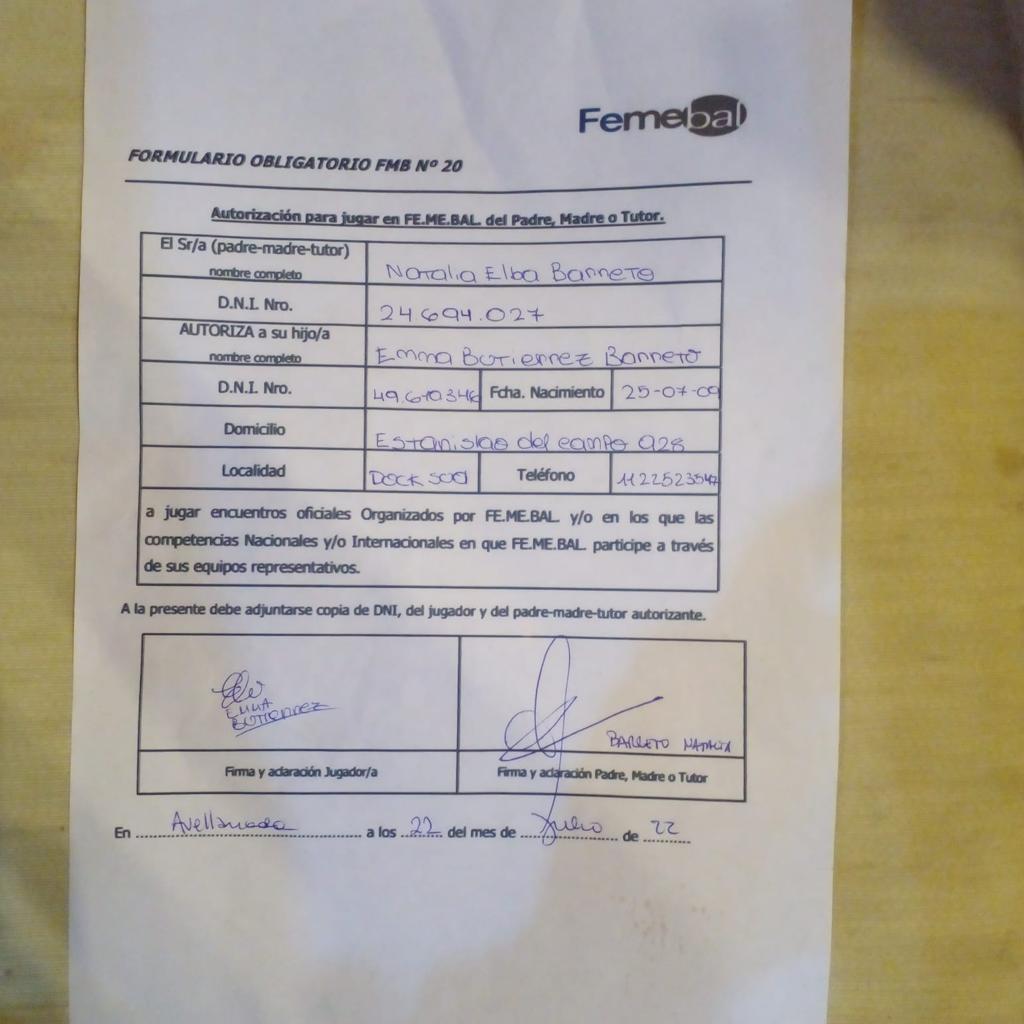 Femebal
FORMULARIO OBLIGATORIO FMB Nº 20
Autorización para jugar en FE.ME.BAL. del Padre, Madre o Tutor.
El Sr/a (padre-madre-tutor)
nombre completo
Natalia Elba Barreto
D.N.I. Nro.
24.694.027
AUTORIZA a su hijo/a
nombre completo
Emma Gutierrez Barreto
D.N.I. Nro.
Fcha. Nacimiento
25-07-09
Domicilio
Estanislao del campo 928
Localidad
DOCK SUD
Teléfono
1122523547
a jugar encuentros oficiales Organizados por FE.ME.BAL. y/o en los que las
competencias Nacionales y/o Internacionales en que FE.ME.BAL. participe a través
de sus equipos representativos.
A la presente debe adjuntarse copia de DNI, del jugador y del padre-madre-tutor autorizante.
EMMA
GUTIERREZ
BARRETO NATALIA
Firma y aclaración Jugador/a
Firma y aclaración Padre, Madre o Tutor
En Avellaneda a los 22 del mes de Julio de 22